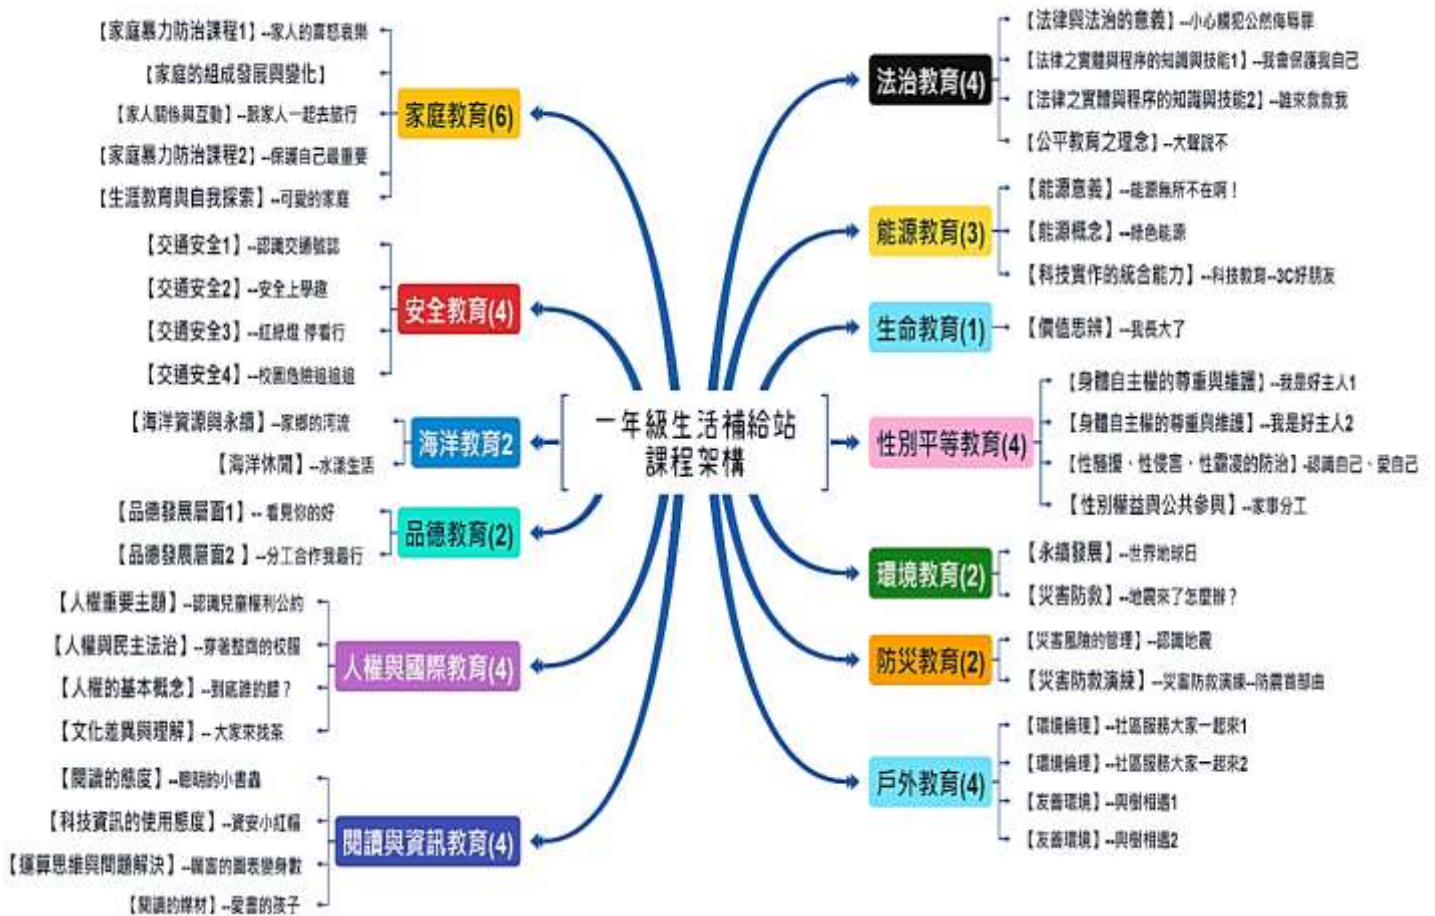 一年級生活補給站
課程架構
家庭教育(6)
【家庭暴力防治課程1】--家人的喜怒哀樂
【家庭的組成發展與變化】
【家人關係與互動】--跟家人一起去旅行
【家庭暴力防治課程2】--保護自己最重要
【生涯教育與自我探索】--可愛的家庭
安全教育(4)
【交通安全1】--認識交通號誌
【交通安全2】--安全上學趣
【交通安全3】--紅綠燈 停看行
【交通安全4】--校園危險追追追
海洋教育2
【海洋資源與永續】--家鄉的河流
【海洋休閒】--水漾生活
品德教育(2)
【品德發展層面1】-- 看見你的好
【品德發展層面2 】--分工合作我最行
人權與國際教育(4)
【人權重要主題】--認識兒童權利公約
【人權與民主法治】--穿著整齊的校服
【人權的基本概念】--到底誰的錯？
【文化差異與理解】-- 大家來找茶
閱讀與資訊教育(4)
【閱讀的態度】--聰明的小書蟲
【科技資訊的使用態度】--資安小紅帽
【運算思維與問題解決】--厲害的圖表變身數
【閱讀的媒材】--愛書的孩子
法治教育(4)
【法律與法治的意義】--小心觸犯公然侮辱罪
【法律之實體與程序的知識與技能1】--我會保護我自己
【法律之實體與程序的知識與技能2】--誰來救救我
【公平教育之理念】--大聲說不
能源教育(3)
【能源意義】--能源無所不在啊！
【能源概念】--綠色能源
【科技實作的統合能力】--科技教育--3C好朋友
生命教育(1)
【價值思辨】--我長大了
性別平等教育(4)
【身體自主權的尊重與維護】--我是好主人1
【身體自主權的尊重與維護】--我是好主人2
【性騷擾、性侵害、性霸凌的防治】-認識自己、愛自己
【性別權益與公共參與】--家事分工
環境教育(2)
【永續發展】--世界地球日
【災害防救】--地震來了怎麼辦？
防災教育(2)
【災害風險的管理】--認識地震
【災害防救演練】--災害防救演練--防震首部曲
戶外教育(4)
【環境倫理】--社區服務大家一起來1
【環境倫理】--社區服務大家一起來2
【友善環境】--與樹相遇1
【友善環境】--與樹相遇2